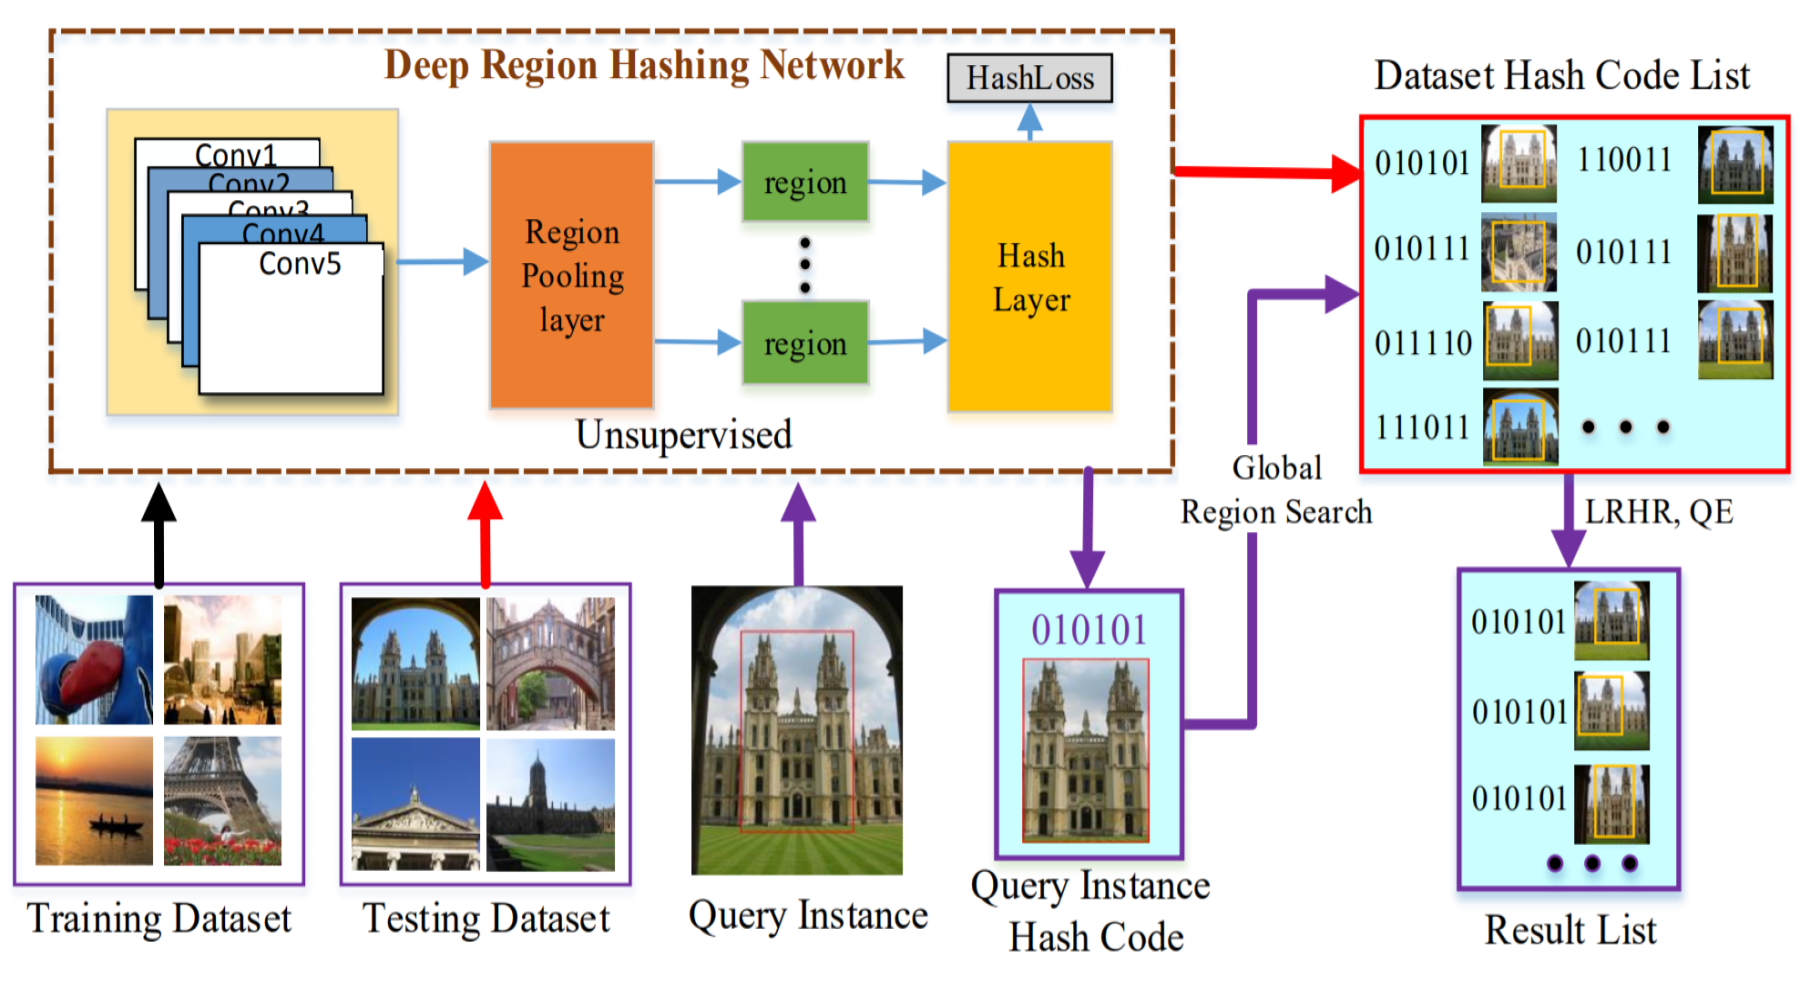 Deep Region Hashing Network
HashLoss
Conv1
Conv2
Conv3
Conv4
Conv5
Region
Pooling
layer
region
region
Hash
Layer
Unsupervised
Dataset Hash Code List
010101
110011
010111
010111
011110
010111
111011
Global
Region Search
LRHR, QE
010101
010101
010101
010101
Training Dataset
Testing Dataset
Query Instance
Query Instance
Hash Code
Result List